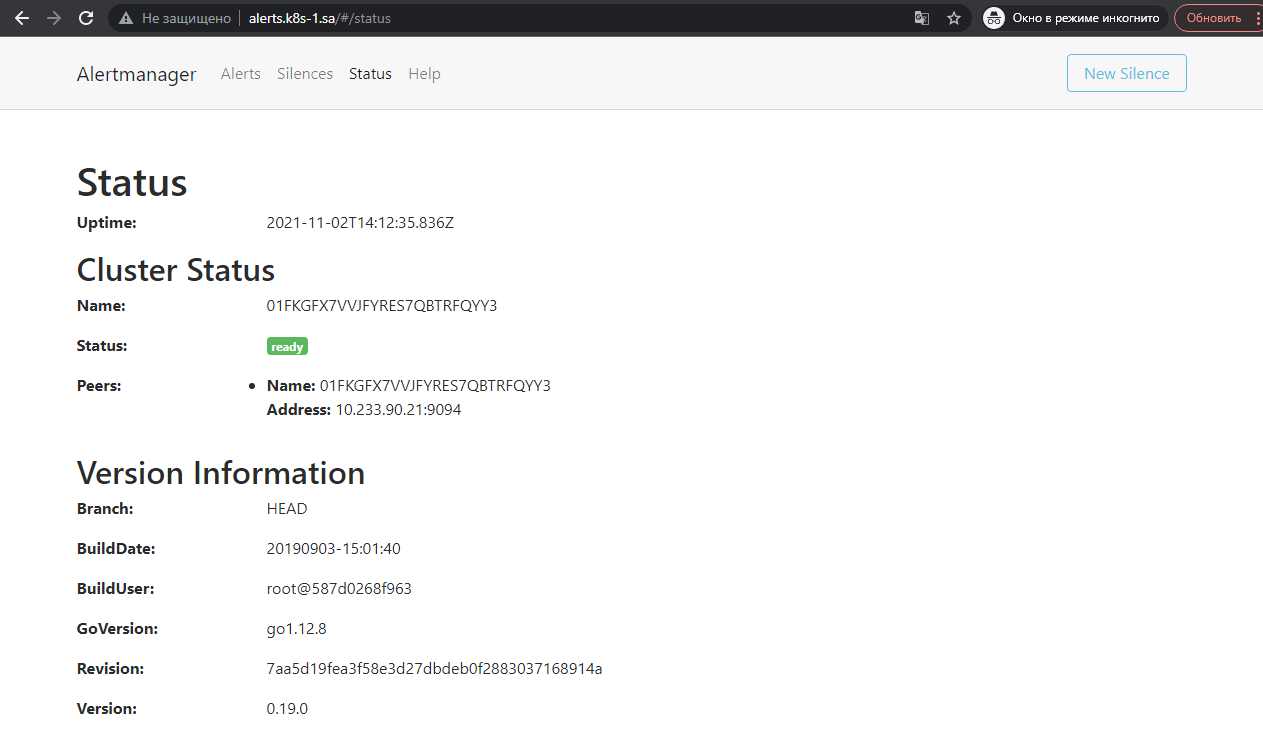 Не защищено alerts.k8s-1.sa/#/status Окно в режиме инкогнито Обновить
Alertmanager Alerts Silences Status Help New Silence
Status
Uptime: 2021-11-02T14:12:35.836Z
Cluster Status
Name: 01FKGFX7VVJFYRES7QBTRFQYY3
Status: ready
Peers: • Name: 01FKGFX7VVJFYRES7QBTRFQYY3
Address: 10.233.90.21:9094
Version Information
Branch: HEAD
BuildDate: 20190903-15:01:40
BuildUser: root@587d0268f963
GoVersion: go1.12.8
Revision: 7aa5d19fea3f58e3d27dbdeb0f2883037168914a
Version: 0.19.0